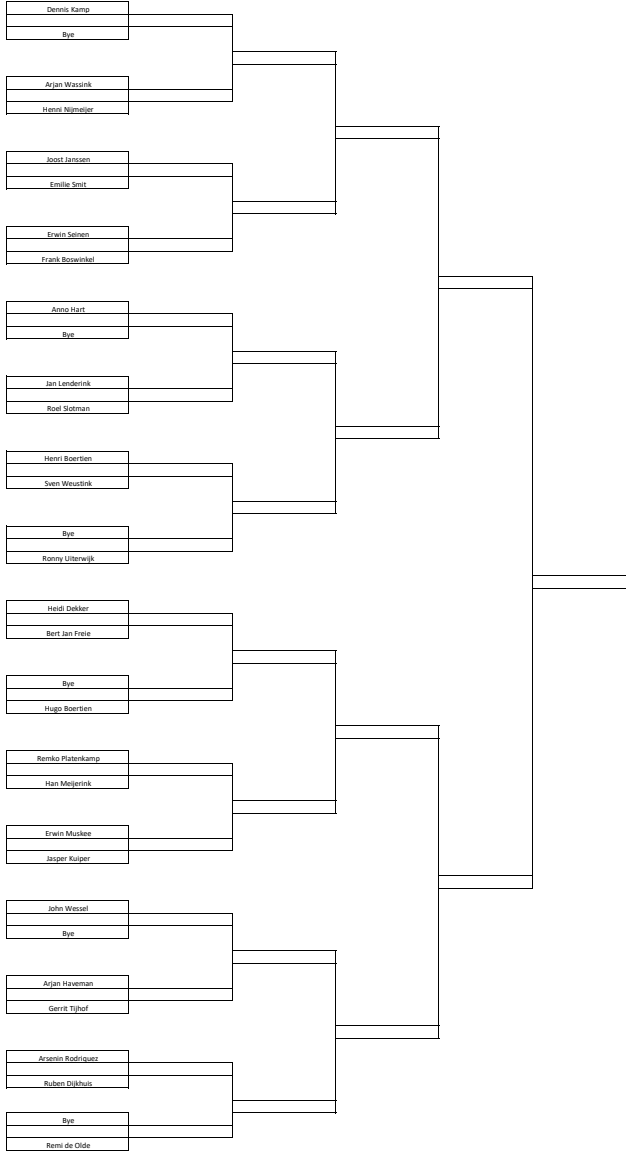 Dennis Kamp
Bye
Arjan Wassink
Henni Nijmeijer
Joost Janssen
Emilie Smit
Erwin Seinen
Frank Boswinkel
Anno Hart
Bye
Jan Lenderink
Roel Slotman
Henri Boertien
Sven Weustink
Bye
Ronny Uiterwijk
Heidi Dekker
Bert Jan Freie
Bye
Hugo Boertien
Remko Platenkamp
Han Meijerink
Erwin Muskee
Jasper Kuiper
John Wessel
Bye
Arjan Haveman
Gerrit Tijhof
Arsenin Rodriquez
Ruben Dijkhuis
Bye
Remi de Olde